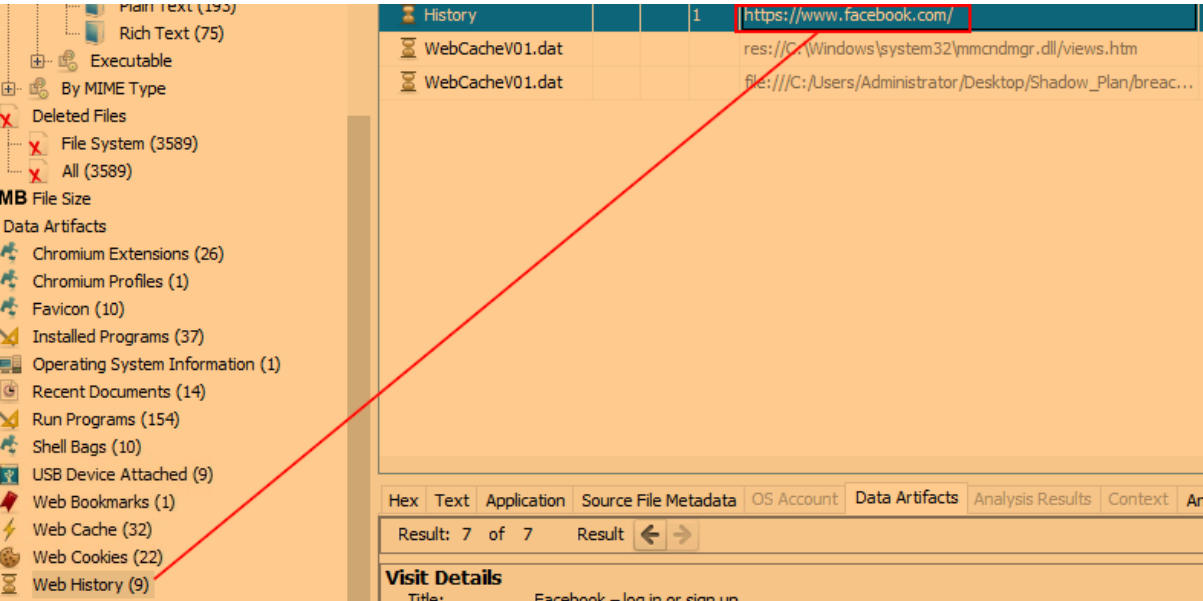 Plain Text (193)
Rich Text (75)
Executable
By MIME Type
Deleted Files
File System (3589)
All (3589)
MB File Size
Data Artifacts
Chromium Extensions (26)
Chromium Profiles (1)
Favicon (10)
Installed Programs (37)
Operating System Information (1)
Recent Documents (14)
Run Programs (154)
Shell Bags (10)
USB Device Attached (9)
Web Bookmarks (1)
Web Cache (32)
Web Cookies (22)
Web History (9)
History 1 https://www.facebook.com/
WebCacheV01.dat res://C:\Windows\system32\mmcndmgr.dll/views.htm
WebCacheV01.dat file:///C:/Users/Administrator/Desktop/Shadow_Plan/breac...
Hex Text Application Source File Metadata OS Account Data Artifacts Analysis Results Context
Result: 7 of 7 Result
Visit Details
Title: Facebook – log in or sign up